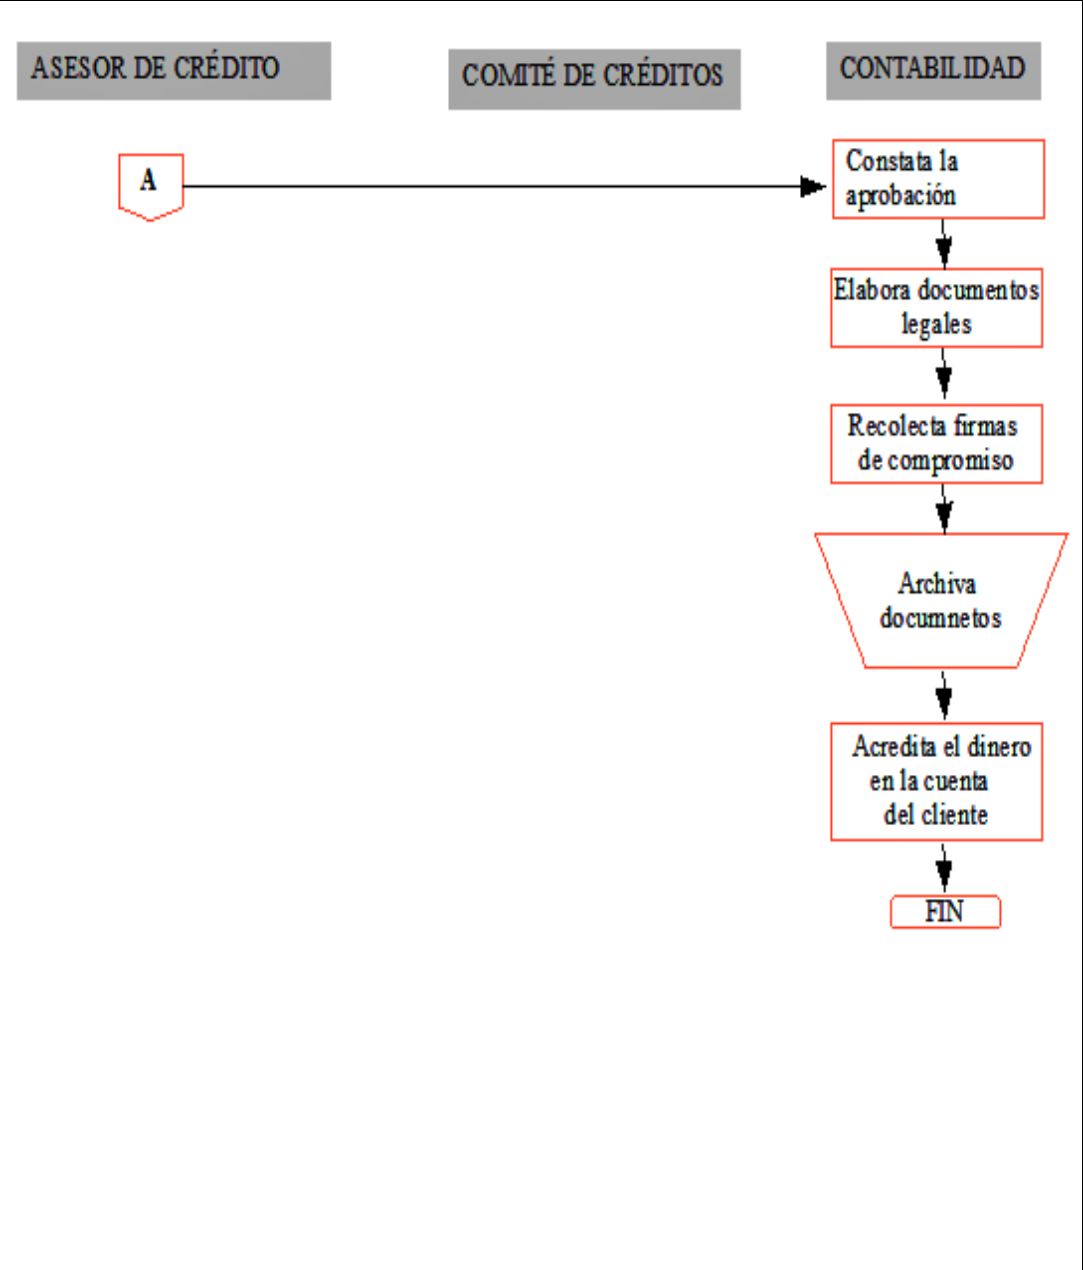 ASESOR DE CRÉDITO
COMITÉ DE CRÉDITOS
CONTABILIDAD
A
Constata la
aprobación
Elabora documentos
legales
Recolecta firmas
de compromiso
Archiva
documnetos
Acredita el dinero
en la cuenta
del cliente
FIN